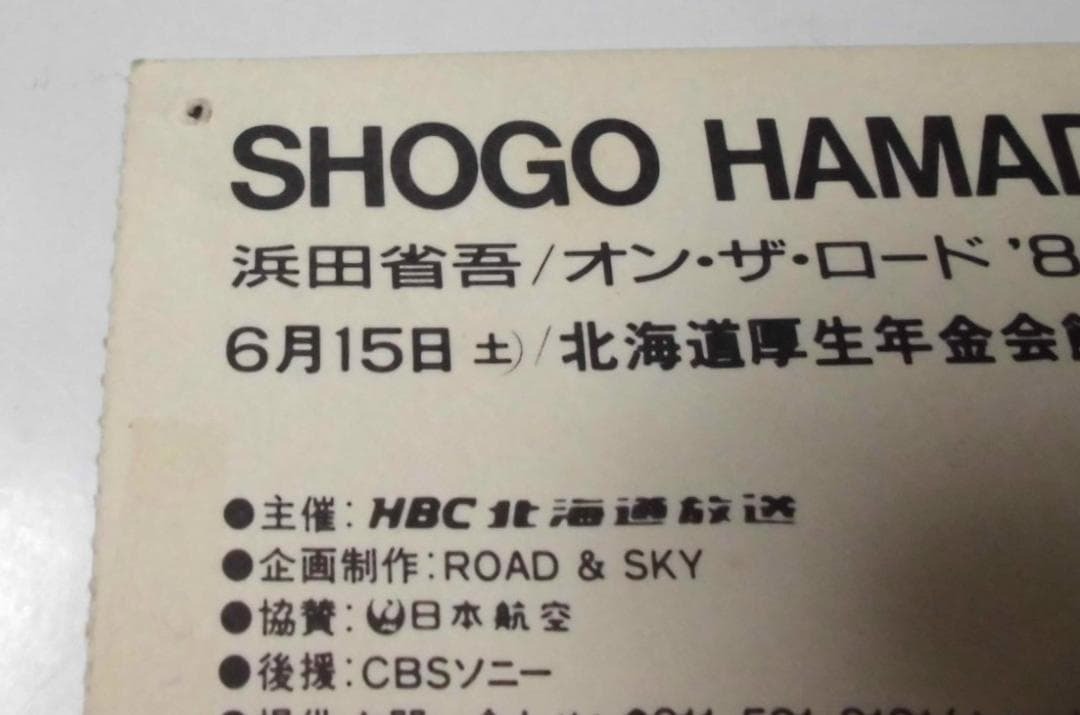 SHOGO HAMAD
浜田省吾/オン・ザ・ロード '8
6月15日 土)/北海道厚生年金会館
●主催:HBC北海道放送
●企画制作:ROAD & SKY
●協賛:日本航空
●後援:CBSソニー